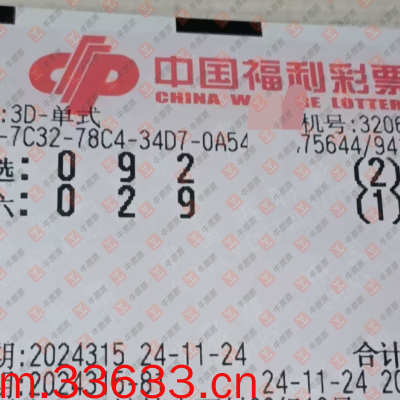 中国福利彩票
CHINA W E LOTTER
:3D-单式 机号:3206
-7C32-78C4-34D7-0A54 75644/94
选:0 9 2 (2)
六:0 2 9 (1)
期:2024315 24-11-24 合计
24-11-24 20
m.33683.cn